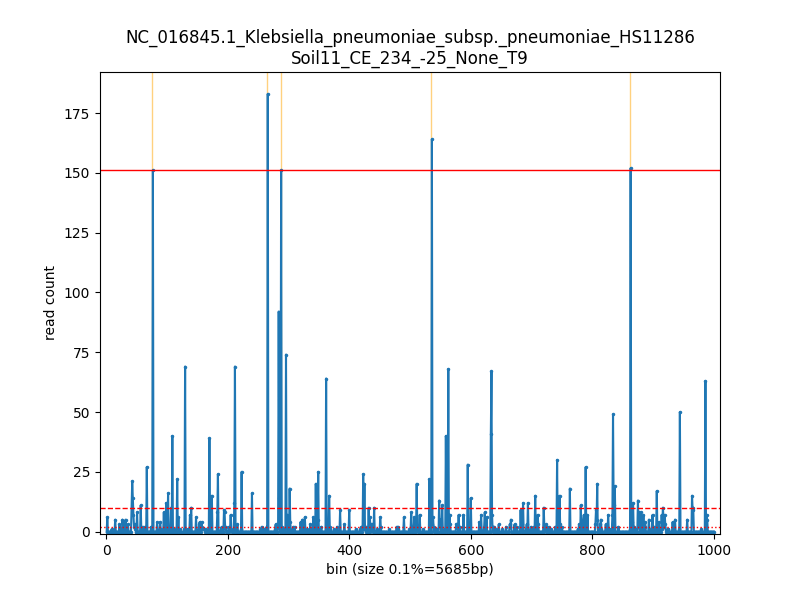 NC_016845.1_Klebsiella_pneumoniae_subsp._pneumoniae_HS11286
Soil11_CE_234_-25_None_T9
175
150
125
100
75
50
25
0
read count
0 200 400 600 800 1000
bin (size 0.1%=5685bp)